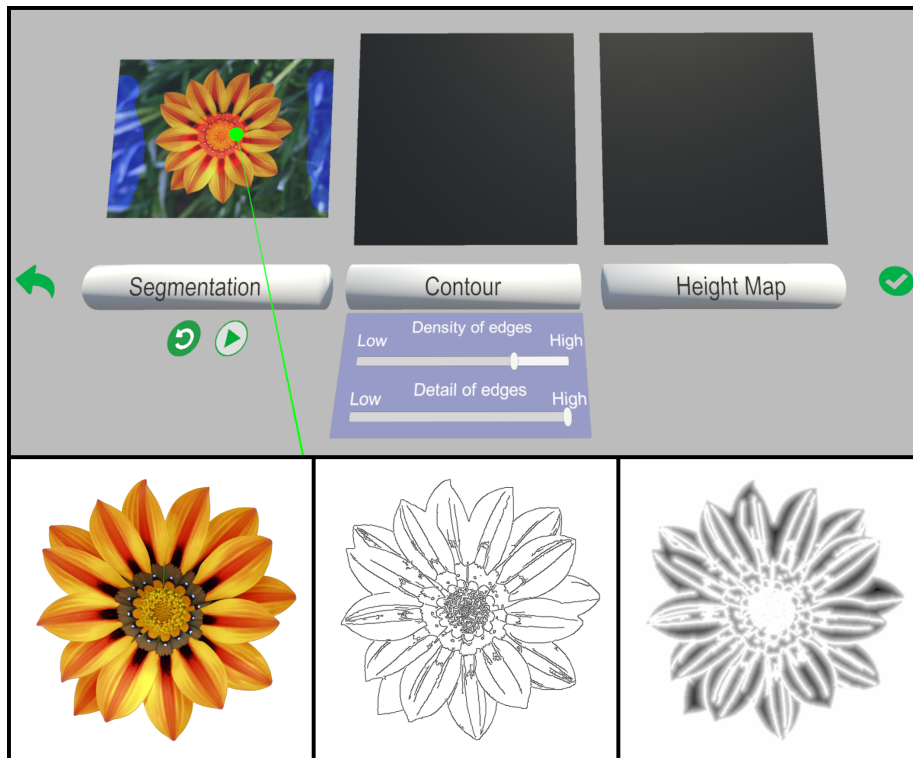 Segmentation
Contour
Height Map
Density of edges
Low
High
Detail of edges
Low
High